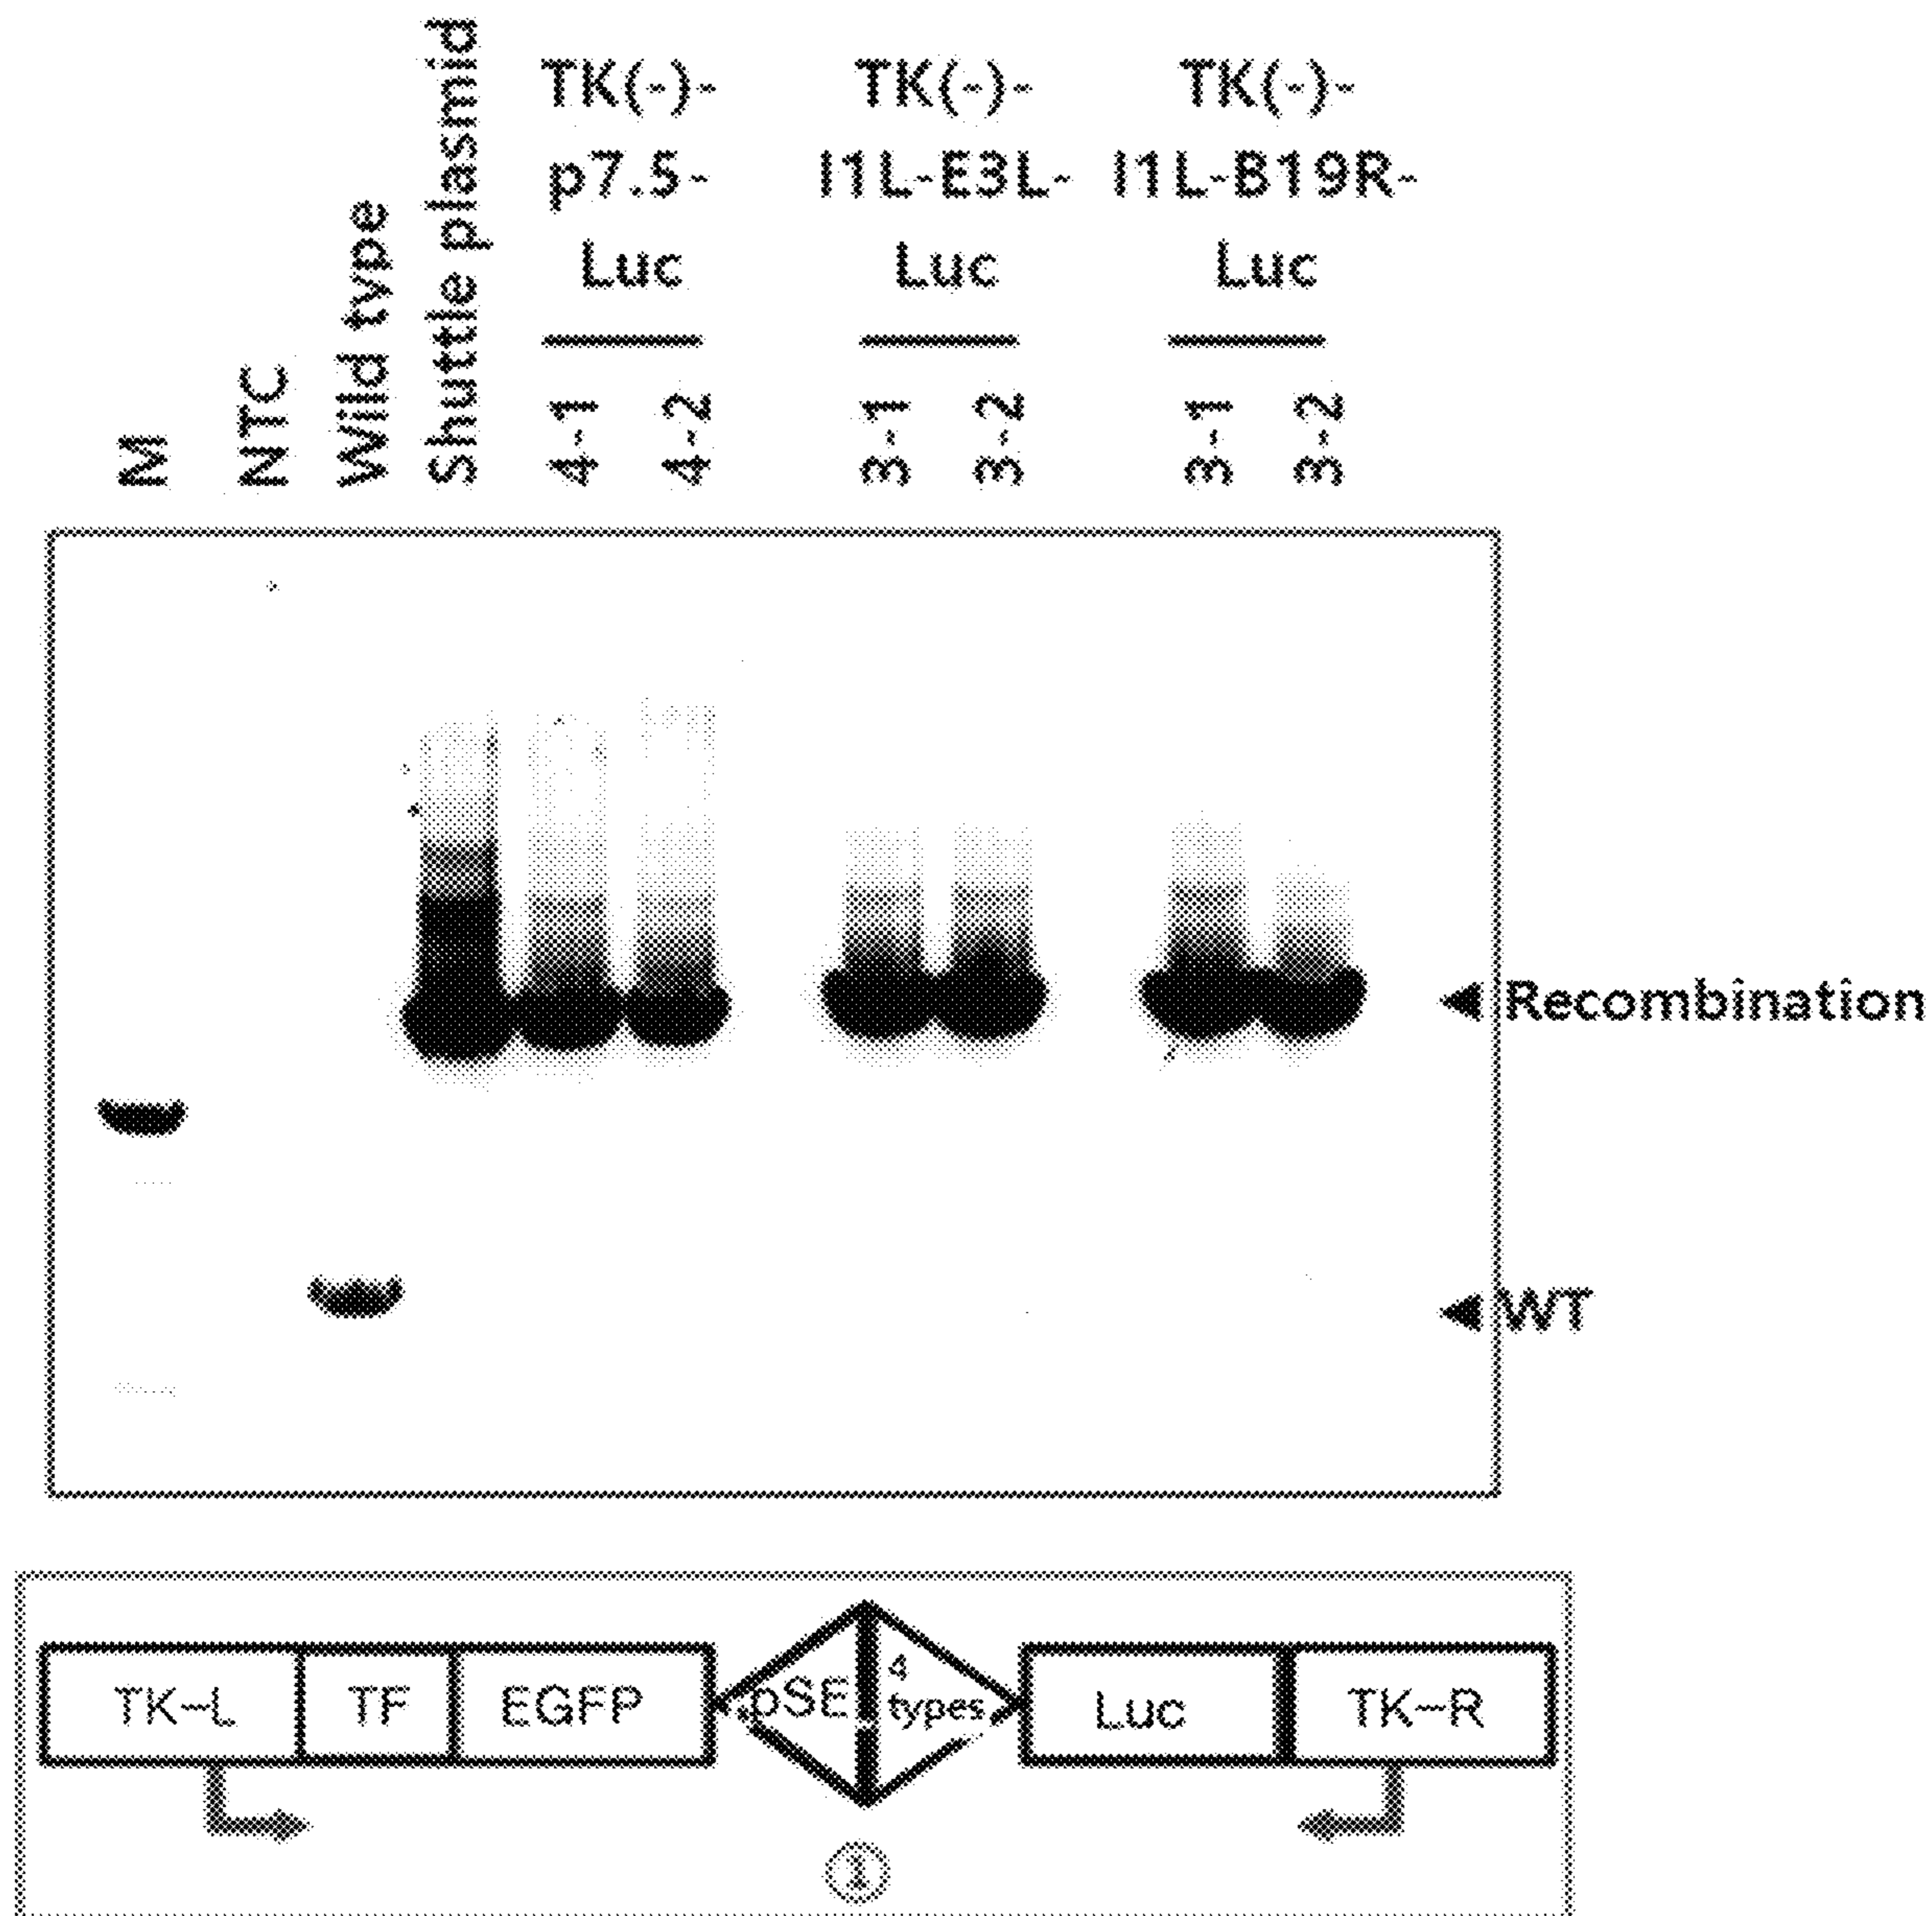 M
NTC
Wild type
Shuttle plasmid
TK(-)-
p7.5-
Luc
4-1
4-2
TK(-)-
I1L-E3L-
Luc
3-1
3-2
TK(-)-
I1L-B19R-
Luc
3-1
3-2
◀ Recombination
◀ WT
TK-L
TF
EGFP
pSE
4
types
Luc
TK-R
①